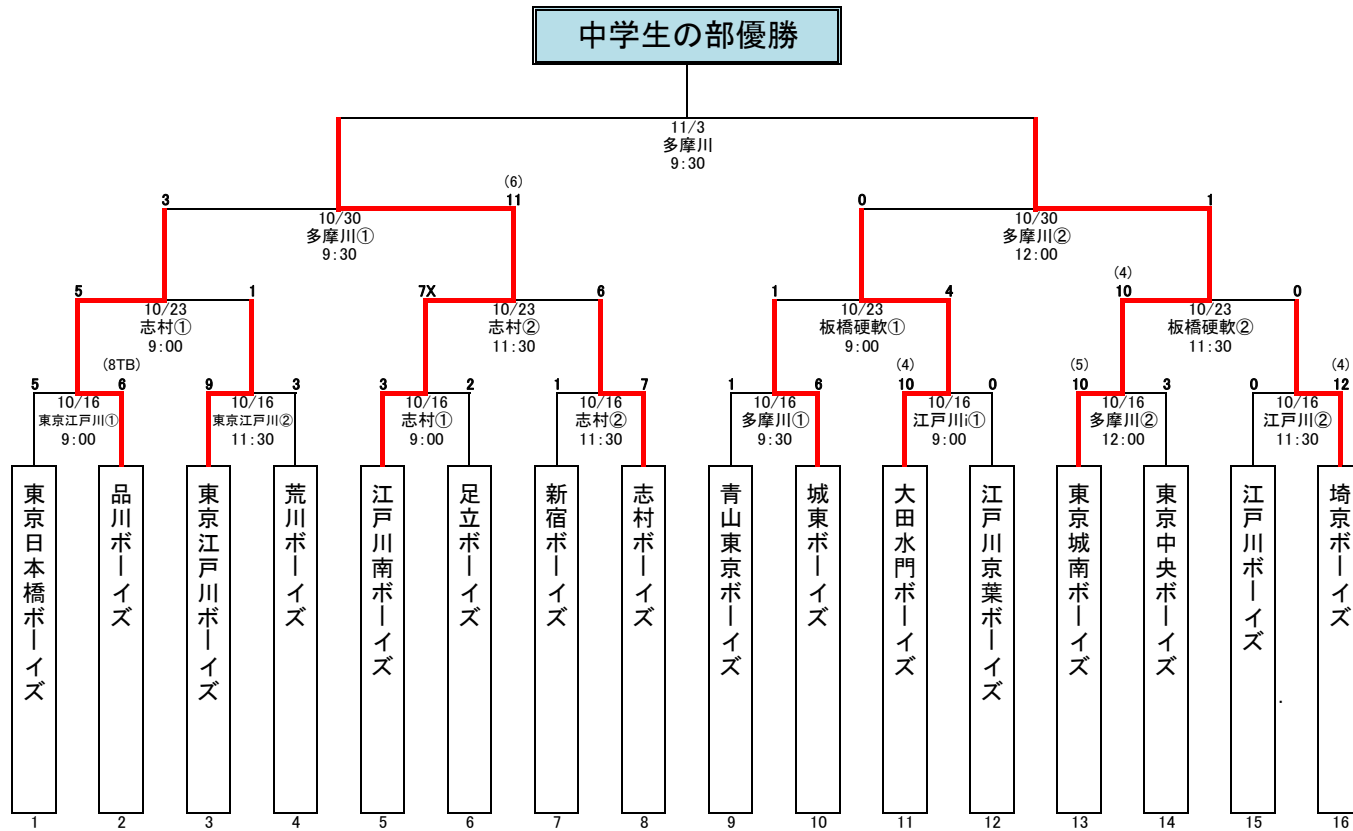 中学生の部優勝
11/3
多摩川
9:30
(6)
3 11 0 1
10/30 10/30
多摩川① 多摩川②
9:30 12:00
(4)
5 1 7X 6 1 4 10 0
10/23 10/23 10/23 10/23
志村① 志村② 板橋硬軟① 板橋硬軟②
9:00 11:30 9:00 11:30
(8TB) (4) (5) (4)
5 6 9 3 3 2 1 7 1 6 10 0 10 3 0 12
10/16 10/16 10/16 10/16 10/16 10/16 10/16 10/16
東京江戸川① 東京江戸川② 志村① 志村② 多摩川① 江戸川i① 多摩川② 江戸川②
9:00 11:30 9:00 11:30 9:30 9:00 12:00 11:30
東京日本橋ボーイズ
品川ボーイズ
東京江戸川ボーイズ
荒川ボーイズ
江戸川南ボーイズ
足立ボーイズ
新宿ボーイズ
志村ボーイズ
青山東京ボーイズ
城東ボーイズ
大田水門ボーイズ
江戸川京葉ボーイズ
東京城南ボーイズ
東京中央ボーイズ
江戸川ボーイズ
埼京ボーイズ
1 2 3 4 5 6 7 8 9 10 11 12 13 14 15 16